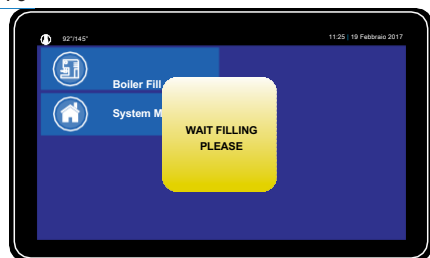 92°/145°
11:25 | 19 Febbraio 2017
Boiler Fill
System M
WAIT FILLING
PLEASE